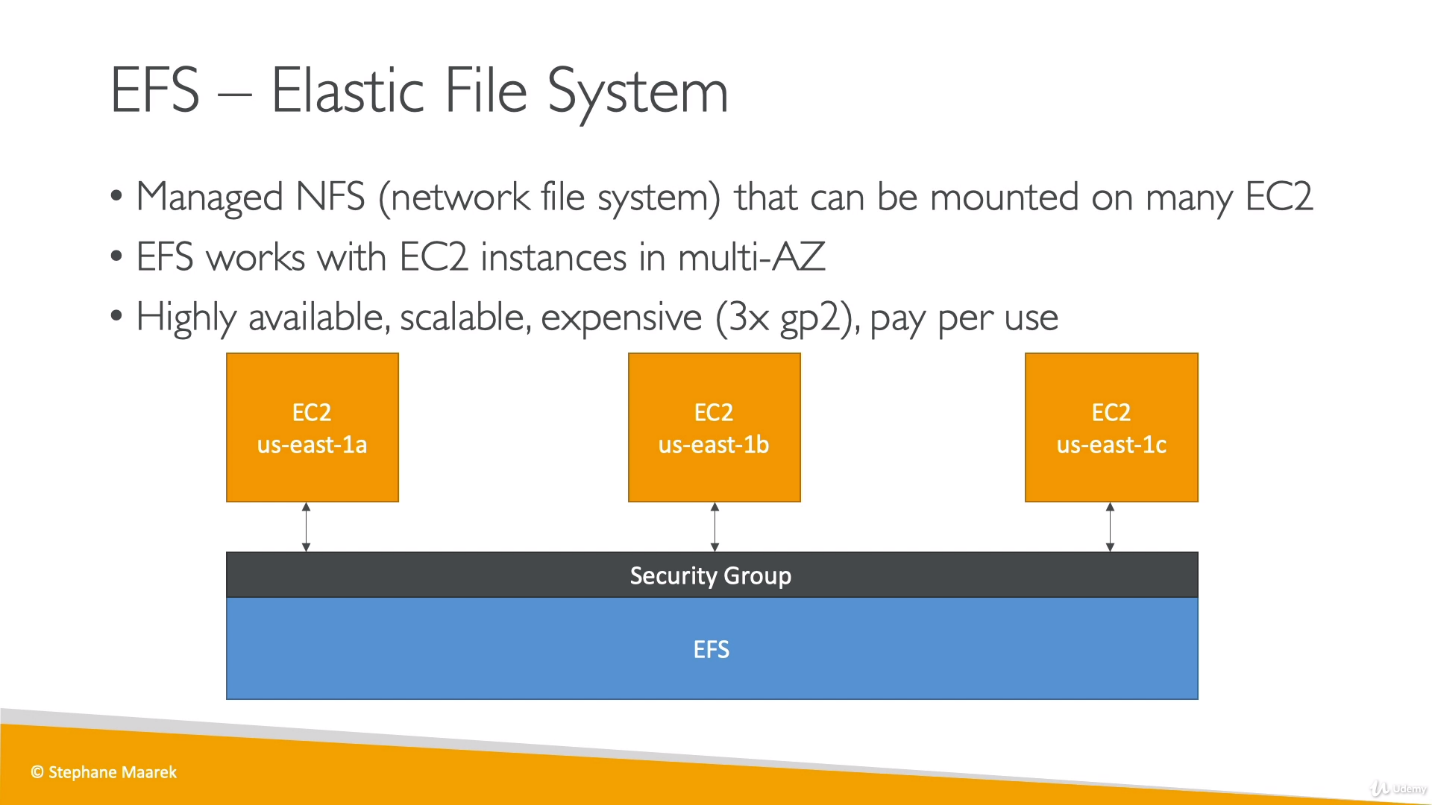 EFS – Elastic File System
• Managed NFS (network file system) that can be mounted on many EC2
• EFS works with EC2 instances in multi-AZ
• Highly available, scalable, expensive (3x gp2), pay per use
EC2
us-east-1a
EC2
us-east-1b
EC2
us-east-1c
Security Group
EFS
© Stephane Maarek
Udemy